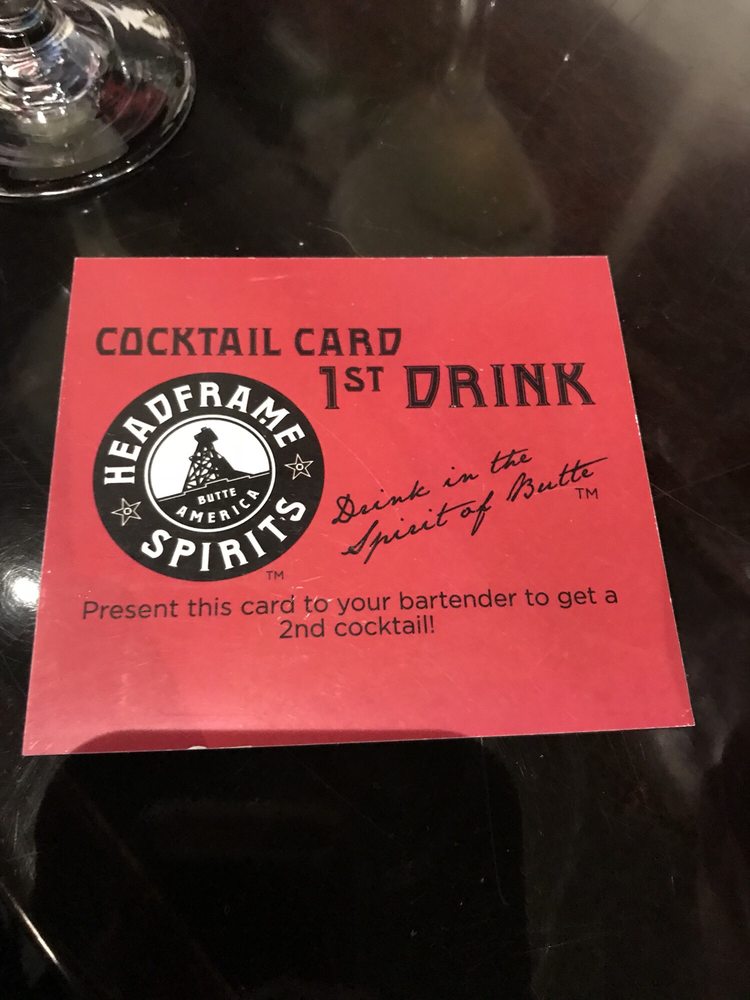 COCKTAIL CARD
1ST DRINK
HEADFRAME
BUTTE
AMERICA
SPIRITS
TM
Drink in the
Spirit of Butte
TM
Present this card to your bartender to get a
2nd cocktail!